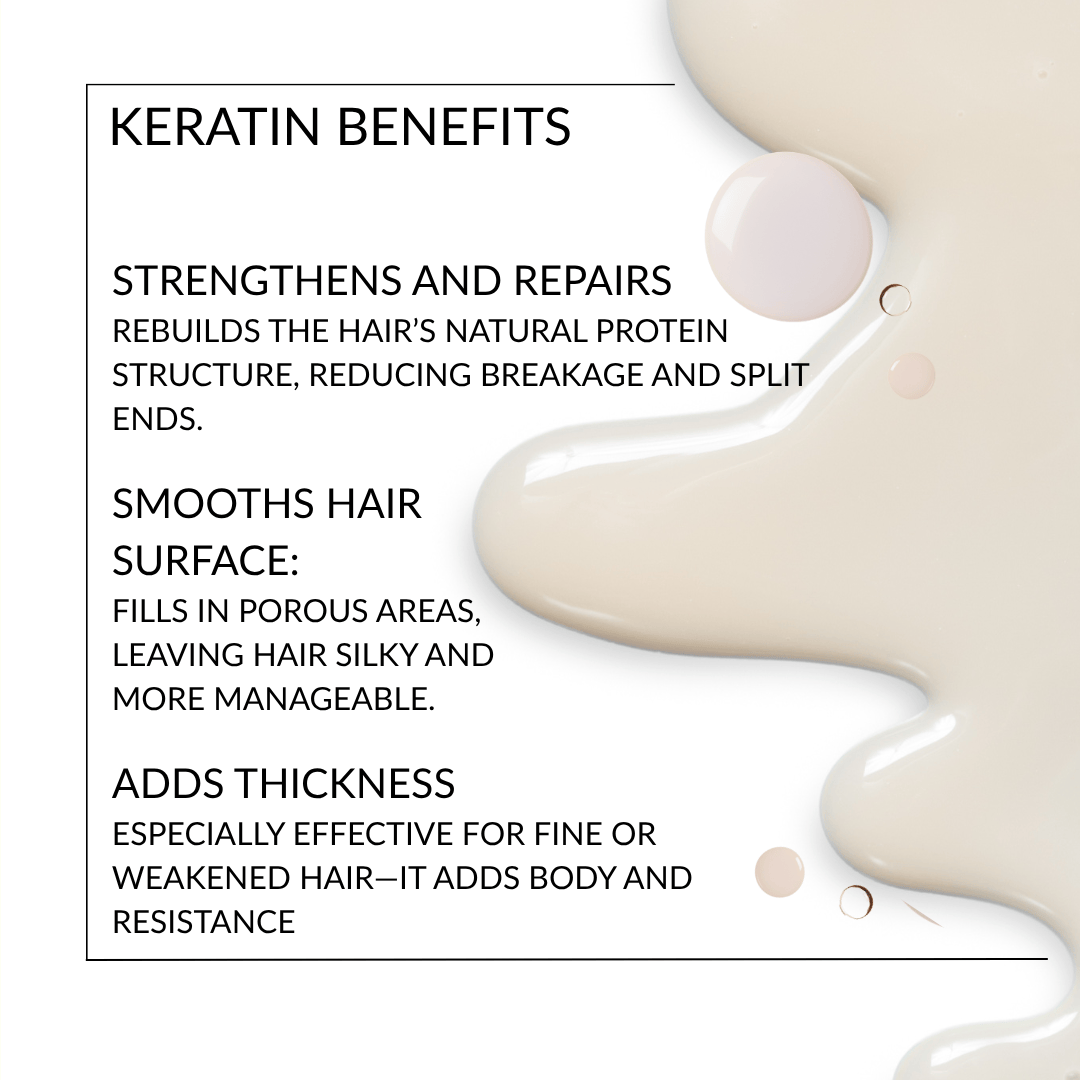 KERATIN BENEFITS
STRENGTHENS AND REPAIRS
REBUILDS THE HAIR’S NATURAL PROTEIN
STRUCTURE, REDUCING BREAKAGE AND SPLIT
ENDS.
SMOOTHS HAIR
SURFACE:
FILLS IN POROUS AREAS,
LEAVING HAIR SILKY AND
MORE MANAGEABLE.
ADDS THICKNESS
ESPECIALLY EFFECTIVE FOR FINE OR
WEAKENED HAIR—IT ADDS BODY AND
RESISTANCE